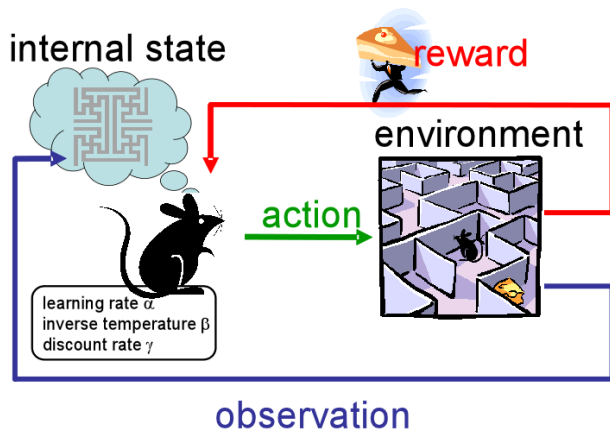 internal state
reward
environment
action
learning rate α
inverse temperature β
discount rate γ
observation